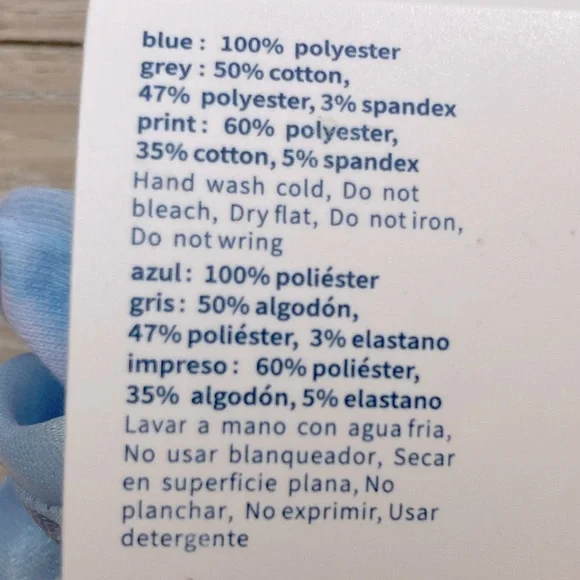 blue: 100% polyester
grey: 50% cotton,
47% polyester, 3% spandex
print: 60% polyester,
35% cotton, 5% spandex
Hand wash cold, Do not
bleach, Dry flat, Do not iron,
Do not wring
azul: 100% poliéster
gris: 50% algodón,
47% poliéster, 3% elastano
impreso: 60% poliéster,
35% algodón, 5% elastano
Lavar a mano con agua fria,
No usar blanqueador, Secar
en superficie plana, No
planchar, No exprimir, Usar
detergente